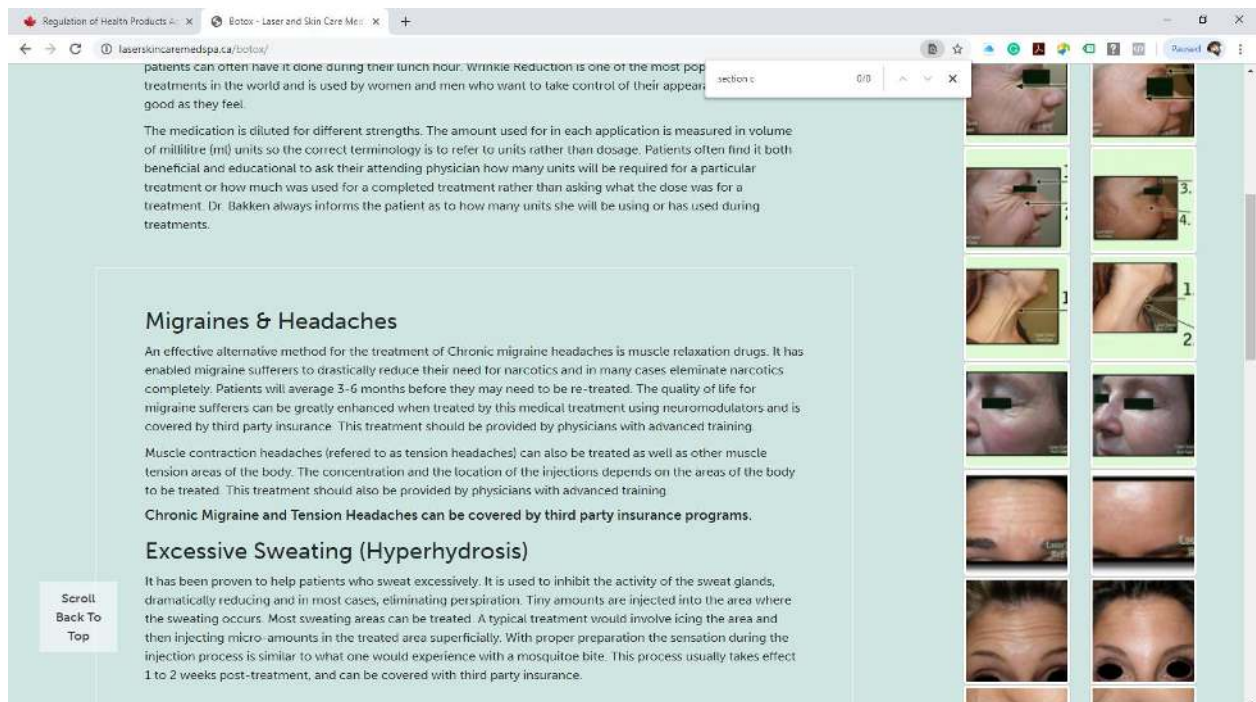 Regulation of Health Products A
Botox - Laser and Skin Care Med
laserskincaremedspa.ca/botox/
Paused
section c
0/0
patients can often have it done during their lunch hour. Wrinkle Reduction is one of the most pop
treatments in the world and is used by women and men who want to take control of their appear
good as they feel.
The medication is diluted for different strengths. The amount used for in each application is measured in volume
of millilitre (ml) units so the correct terminology is to refer to units rather than dosage. Patients often find it both
beneficial and educational to ask their attending physician how many units will be required for a particular
treatment or how much was used for a completed treatment rather than asking what the dose was for a
treatment. Dr. Bakken always informs the patient as to how many units she will be using or has used during
treatments.
Migraines & Headaches
An effective alternative method for the treatment of Chronic migraine headaches is muscle relaxation drugs. It has
enabled migraine sufferers to drastically reduce their need for narcotics and in many cases eleminate narcotics
completely. Patients will average 3-6 months before they may need to be re-treated. The quality of life for
migraine sufferers can be greatly enhanced when treated by this medical treatment using neuromodulators and is
covered by third party insurance. This treatment should be provided by physicians with advanced training.
Muscle contraction headaches (refered to as tension headaches) can also be treated as well as other muscle
tension areas of the body. The concentration and the location of the injections depends on the areas of the body
to be treated. This treatment should also be provided by physicians with advanced training.
Chronic Migraine and Tension Headaches can be covered by third party insurance programs.
Excessive Sweating (Hyperhydrosis)
It has been proven to help patients who sweat excessively. It is used to inhibit the activity of the sweat glands,
dramatically reducing and in most cases, eliminating perspiration. Tiny amounts are injected into the area where
the sweating occurs. Most sweating areas can be treated. A typical treatment would involve icing the area and
then injecting micro-amounts in the treated area superficially. With proper preparation the sensation during the
injection process is similar to what one would experience with a mosquitoe bite. This process usually takes effect
1 to 2 weeks post-treatment, and can be covered with third party insurance.
Scroll
Back To
Top
3.
4.
1
1.
2.